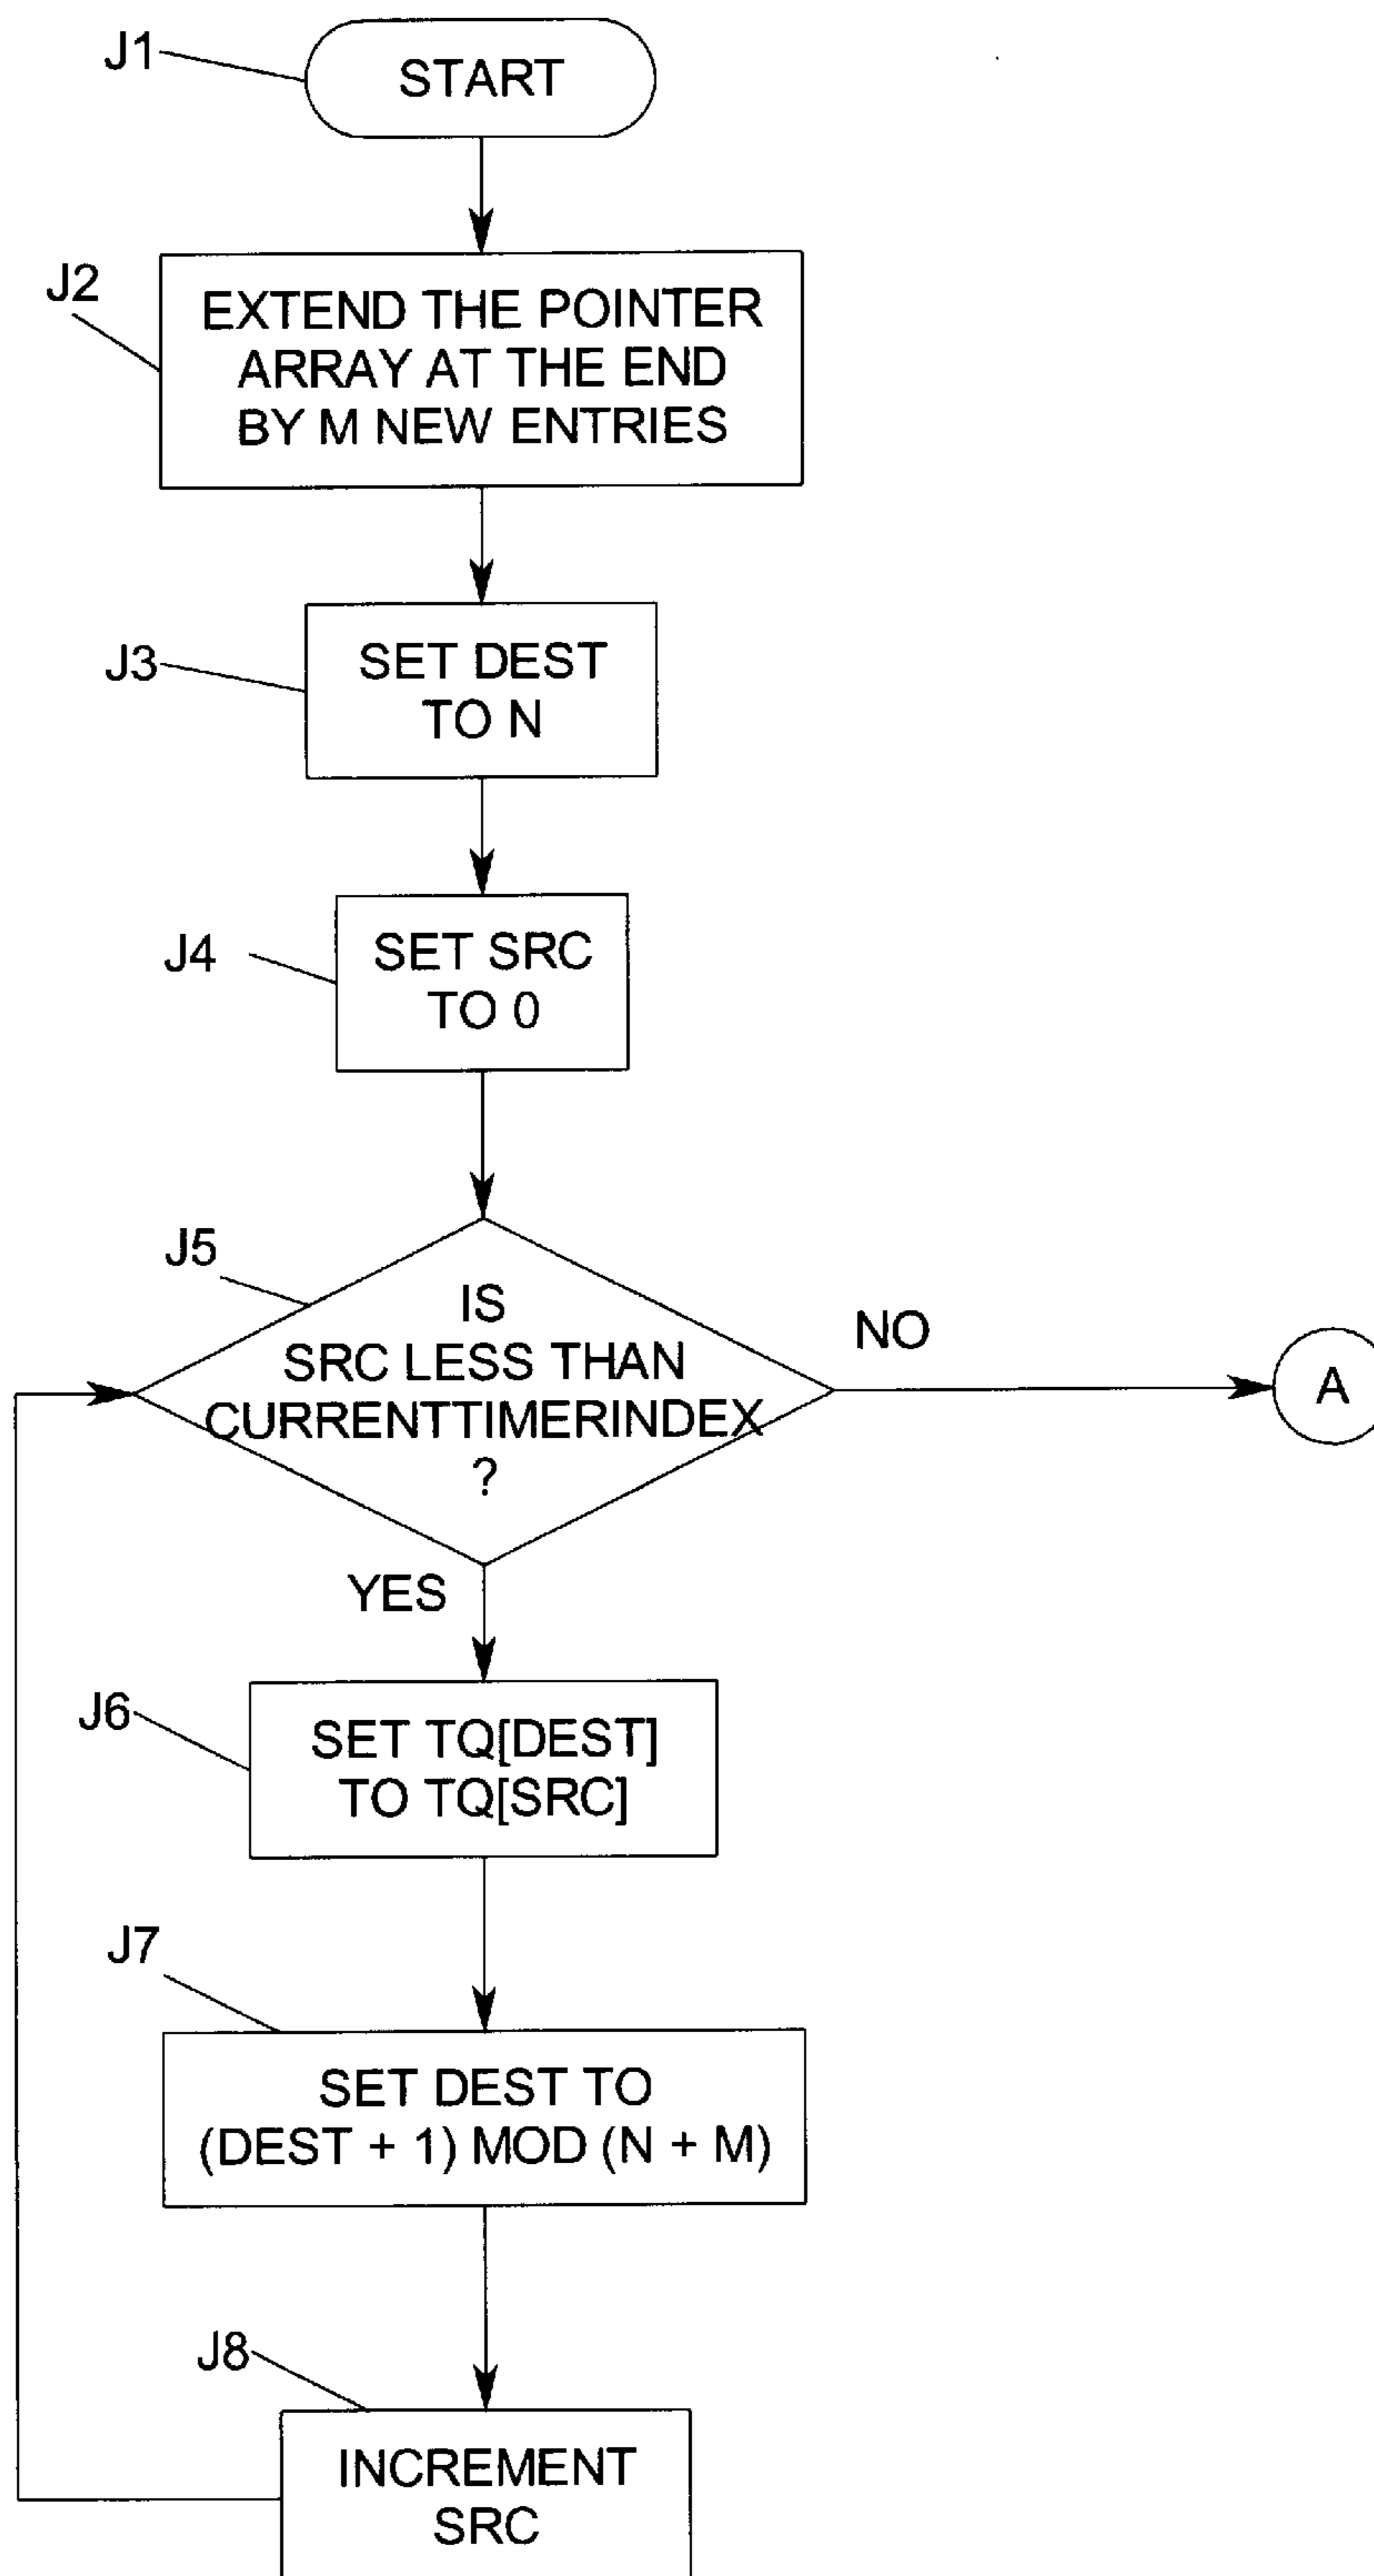 J1
START
J2
EXTEND THE POINTER
ARRAY AT THE END
BY M NEW ENTRIES
J3
SET DEST
TO N
J4
SET SRC
TO 0
J5
IS
SRC LESS THAN
CURRENTTIMERINDEX
?
NO
A
YES
J6
SET TQ[DEST]
TO TQ[SRC]
J7
SET DEST TO
(DEST + 1) MOD (N + M)
J8
INCREMENT
SRC